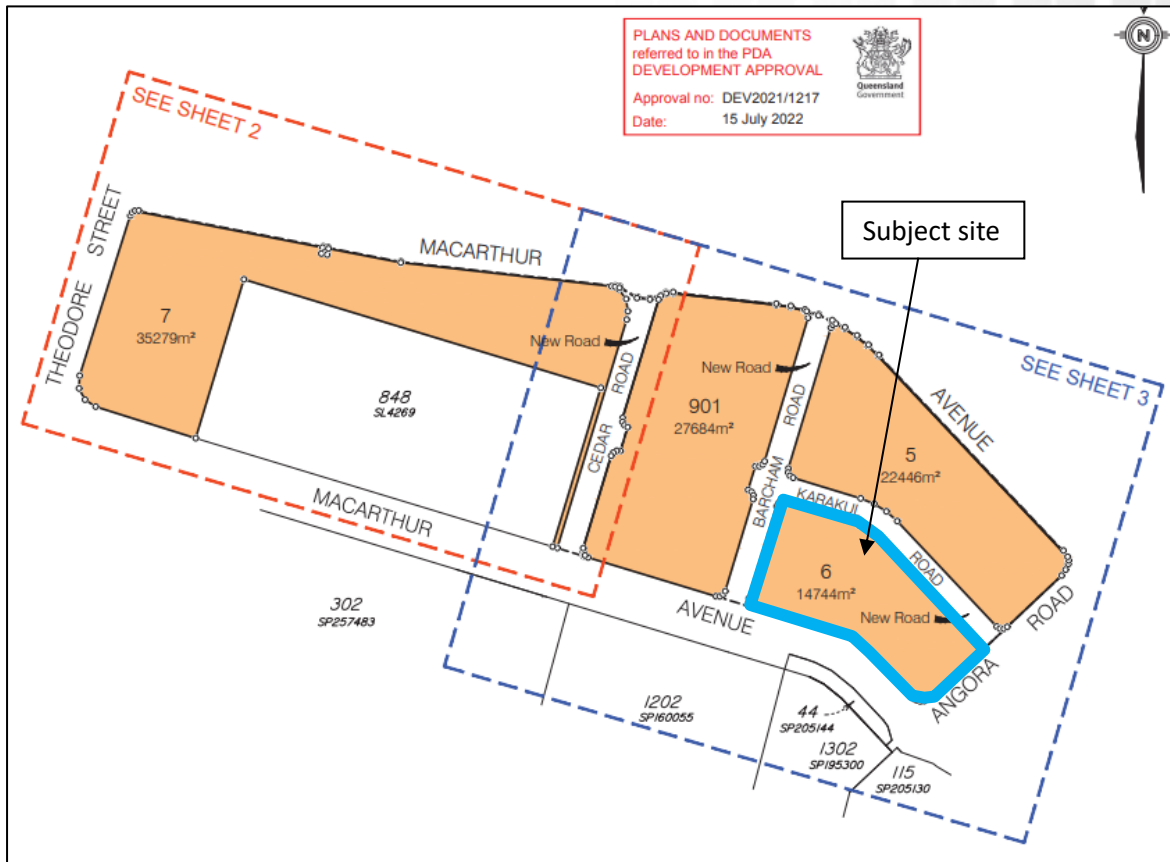 PLANS AND DOCUMENTS
referred to in the PDA
DEVELOPMENT APPROVAL
Approval no: DEV2021/1217
Date: 15 July 2022
Queensland
Government
N
SEE SHEET 2
Subject site
THEODORE STREET
MACARTHUR
7
35279m²
New Road
CEDAR ROAD
848
SL4269
901
27684m²
New Road
BARCHAM ROAD
SEE SHEET 3
AVENUE
5
22446m²
KARAKUL ROAD
6
14744m²
New Road
ANGORA ROAD
MACARTHUR AVENUE
302
SP257483
1202
SP160055
44
SP205144
1302
SP195300
115
SP205130